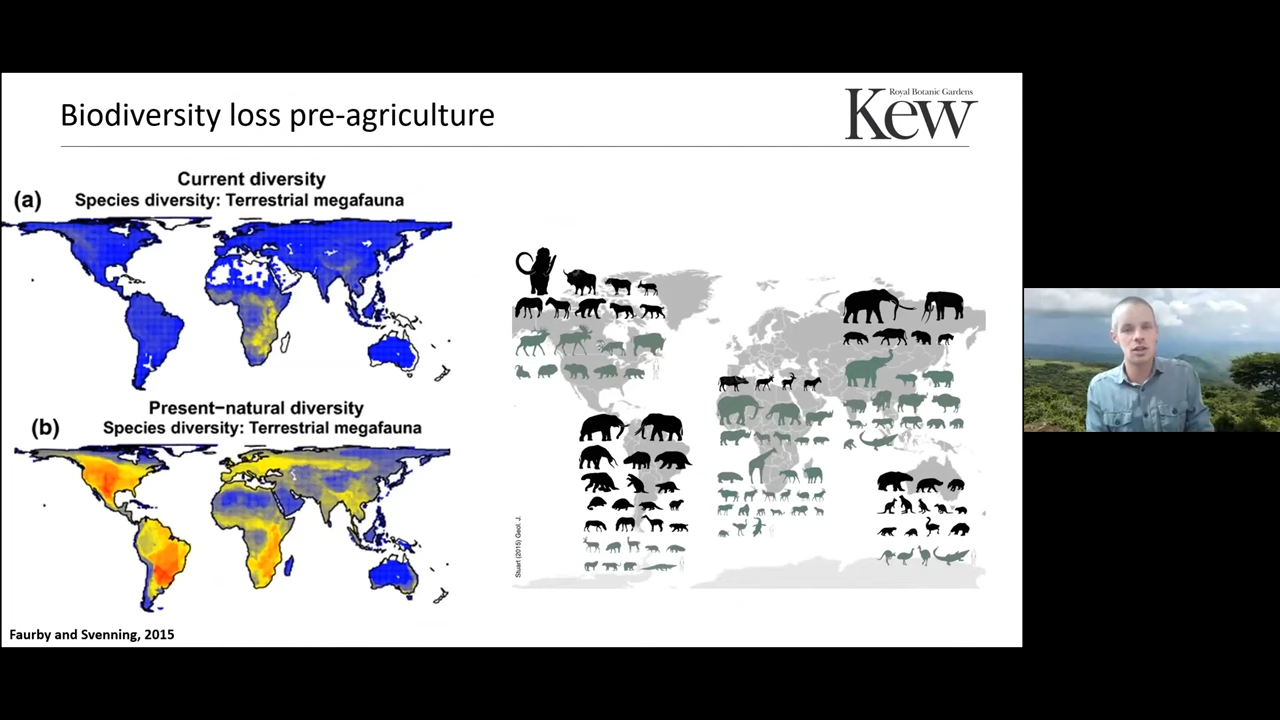 Biodiversity loss pre-agriculture
Royal Botanic Gardens
Kew
Current diversity
(a)
Species diversity: Terrestrial megafauna
Present−natural diversity
(b)
Species diversity: Terrestrial megafauna
Stuart (2015) Geol. J.
Faurby and Svenning, 2015